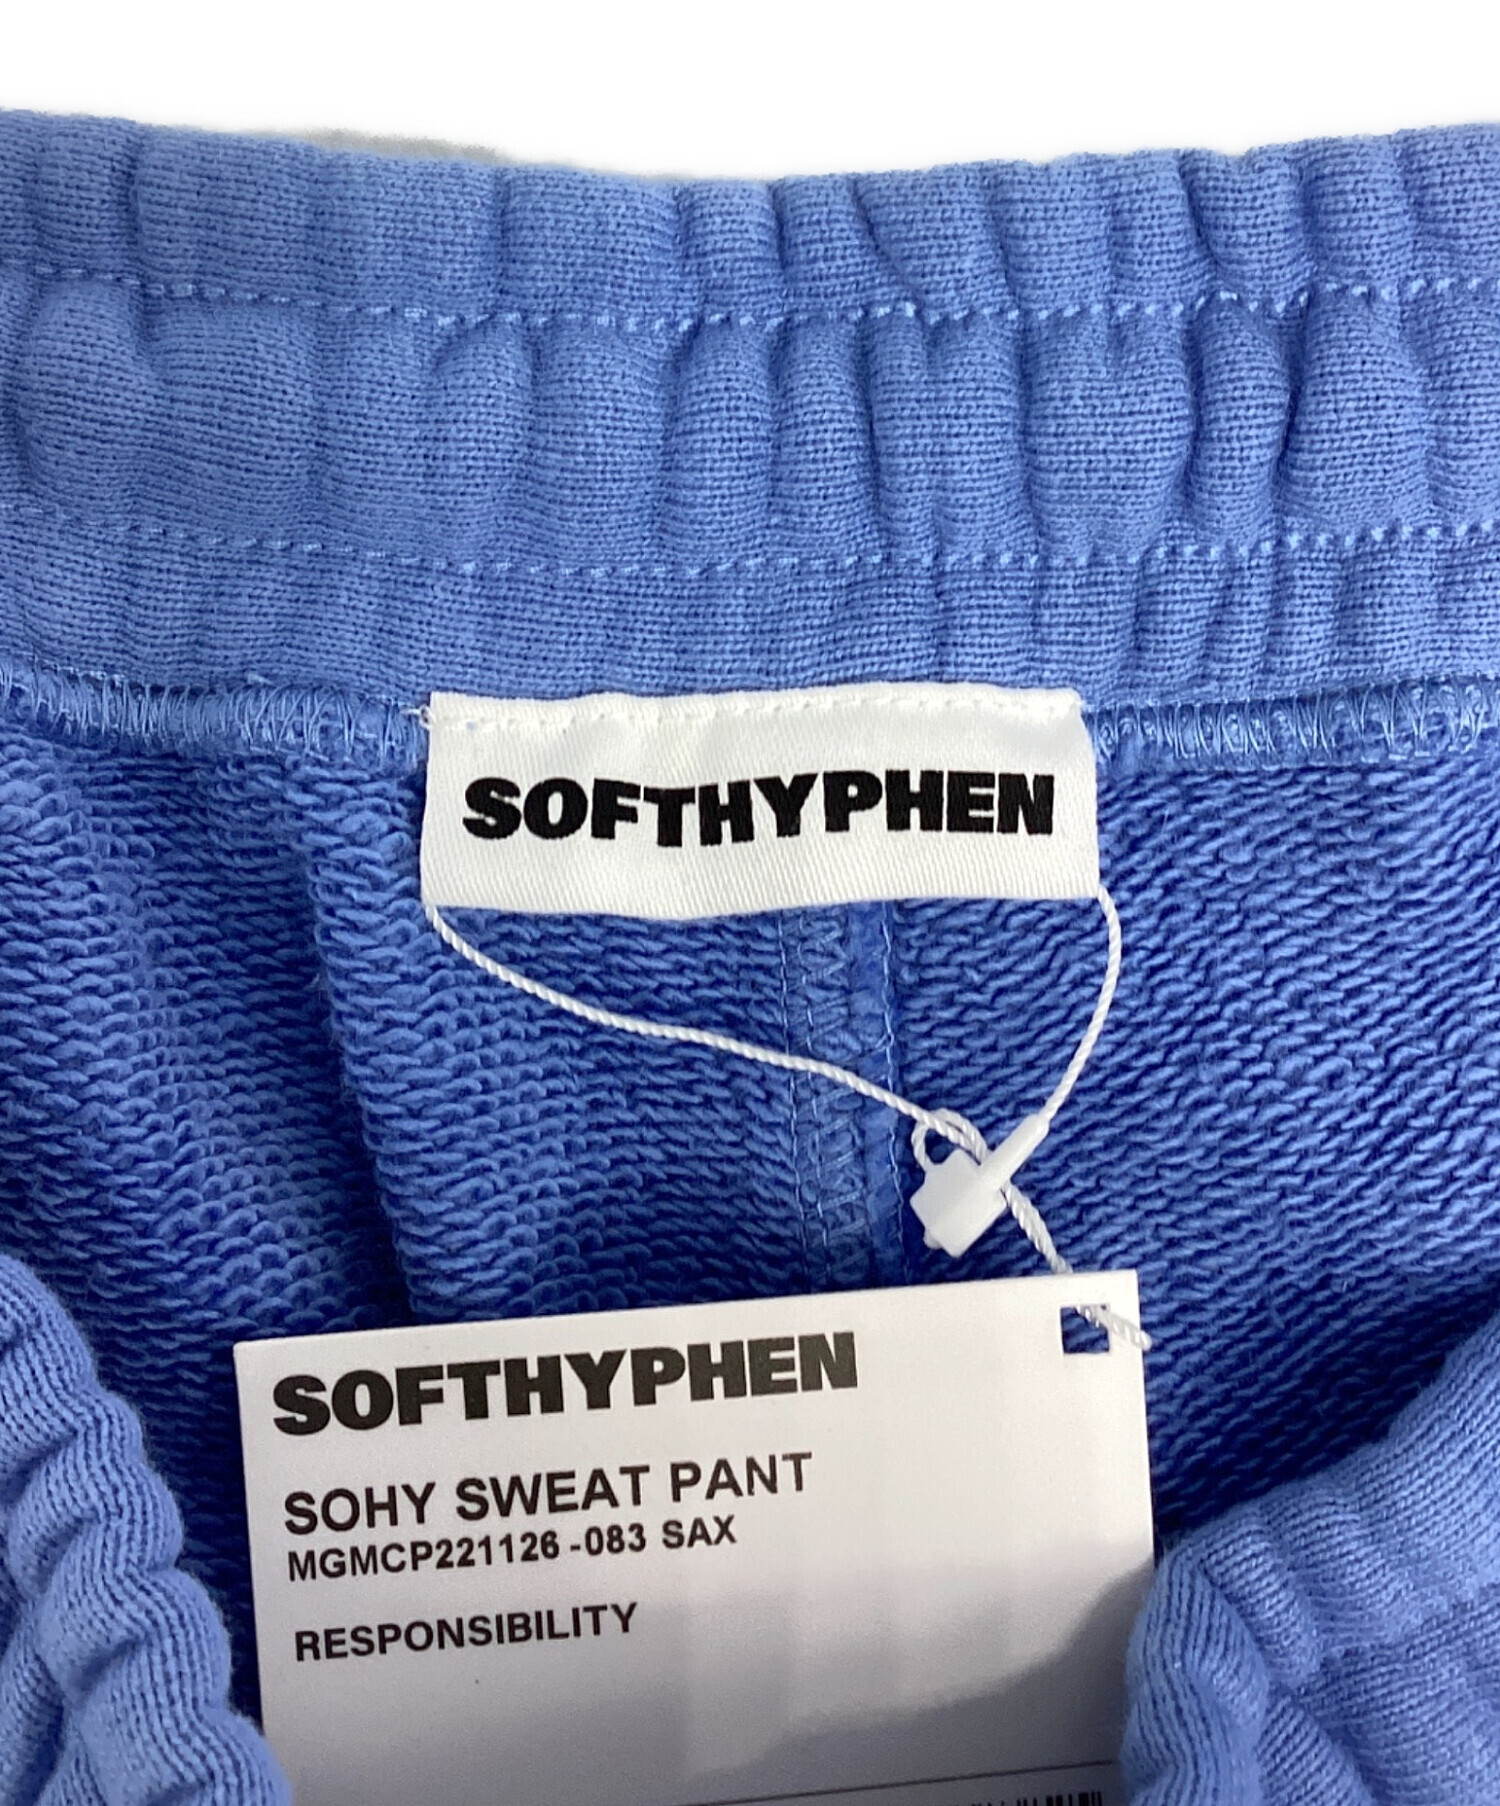 SOFTHYPHEN
SOFTHYPHEN
SOHY SWEAT PANT
MGMCP221126-083 SAX
RESPONSIBILITY